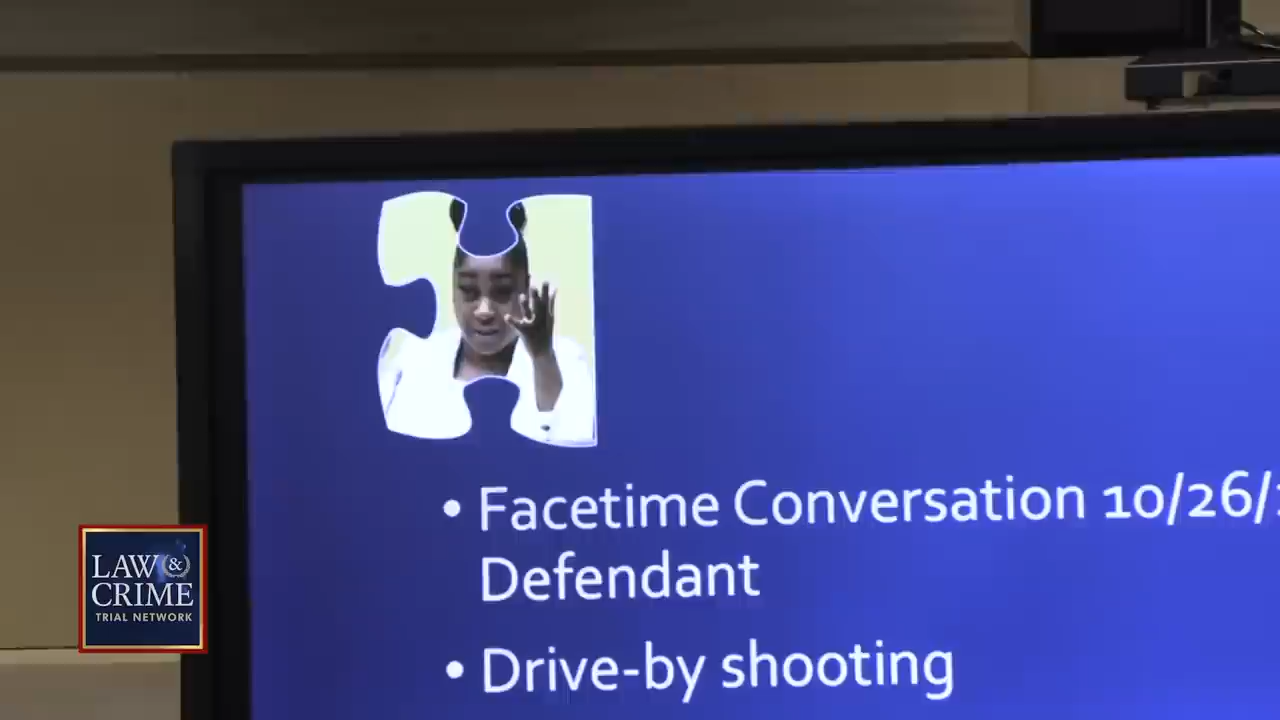 • Facetime Conversation 10/26/
Defendant
• Drive-by shooting
LAW &
CRIME
TRIAL NETWORK